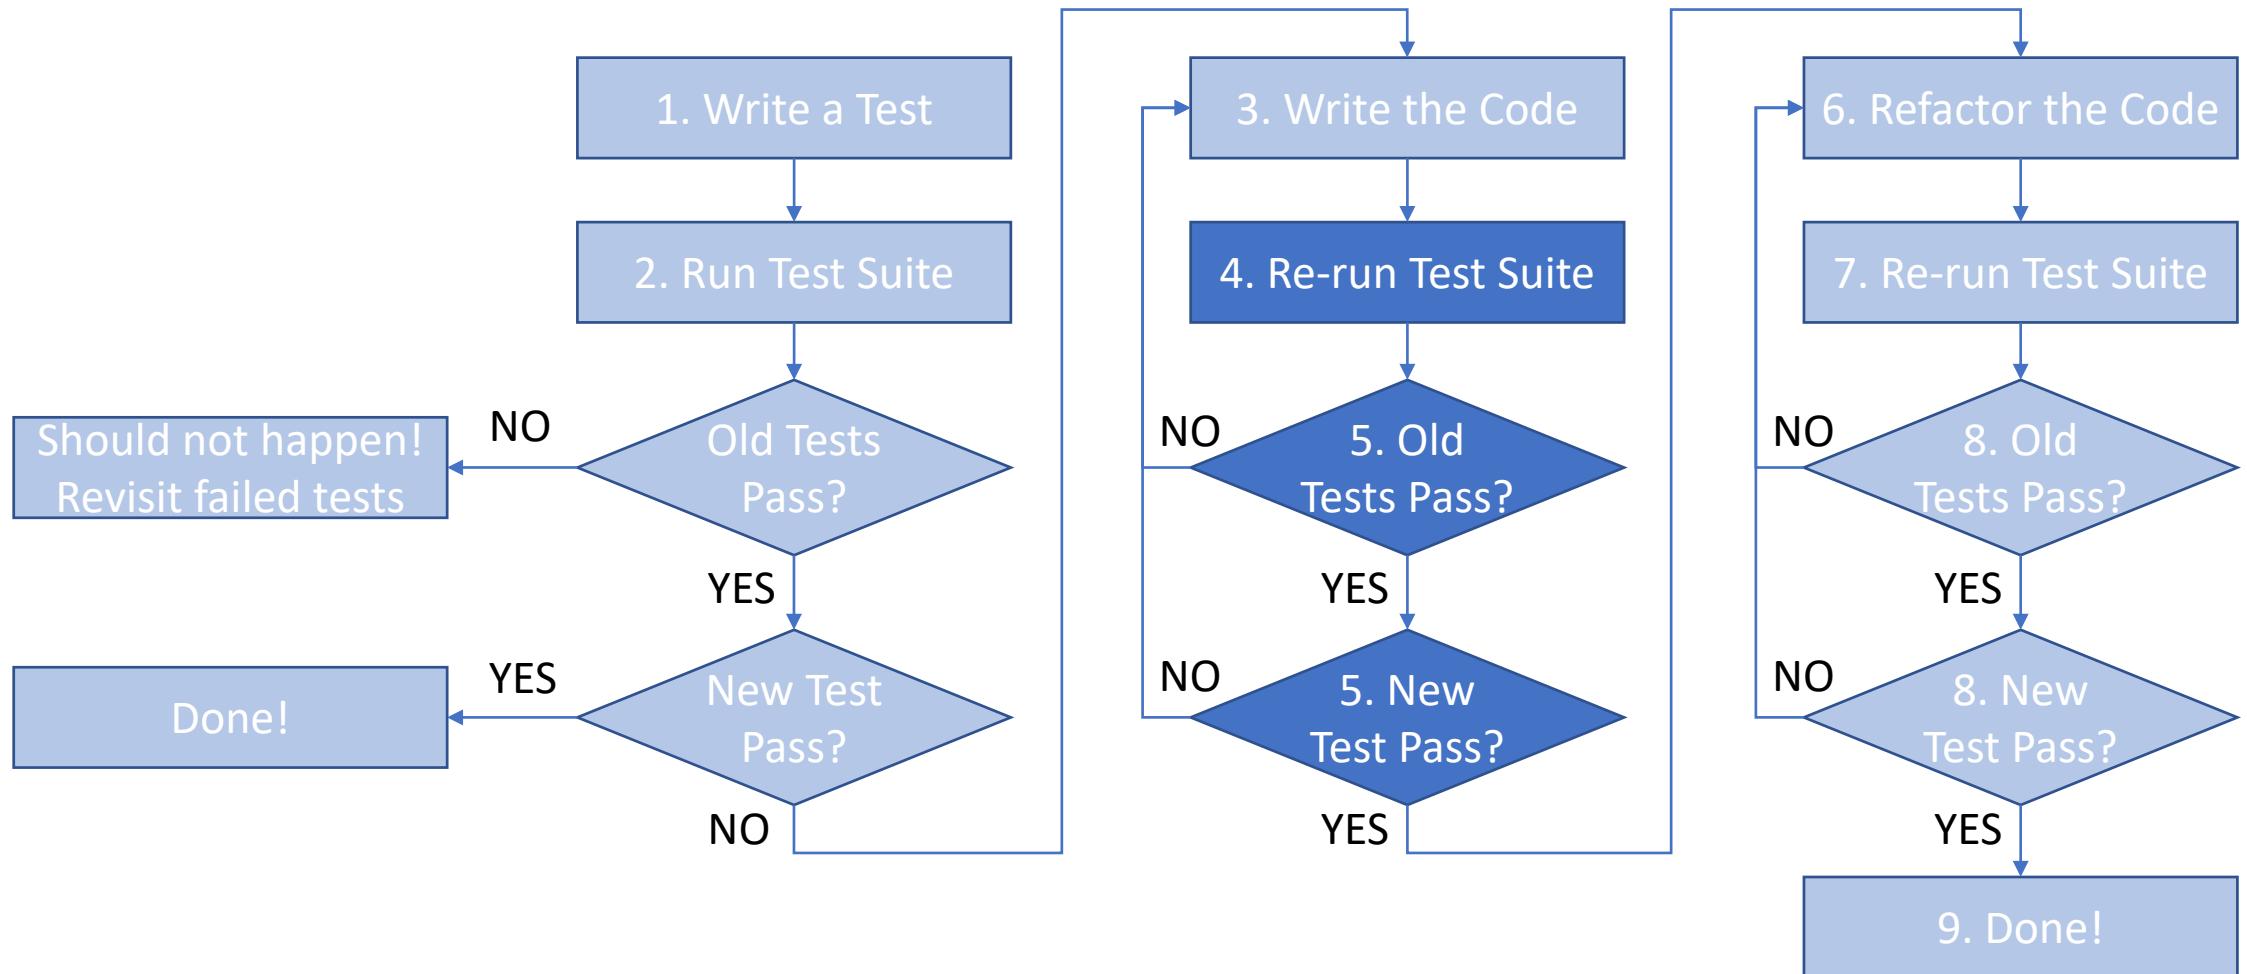 1. Write a Test
2. Run Test Suite
Old Tests
Pass?
NO
Should not happen!
Revisit failed tests
YES
New Test
Pass?
YES
Done!
NO
3. Write the Code
4. Re-run Test Suite
5. Old
Tests Pass?
NO
YES
5. New
Test Pass?
NO
YES
6. Refactor the Code
7. Re-run Test Suite
8. Old
Tests Pass?
NO
YES
8. New
Test Pass?
NO
YES
9. Done!